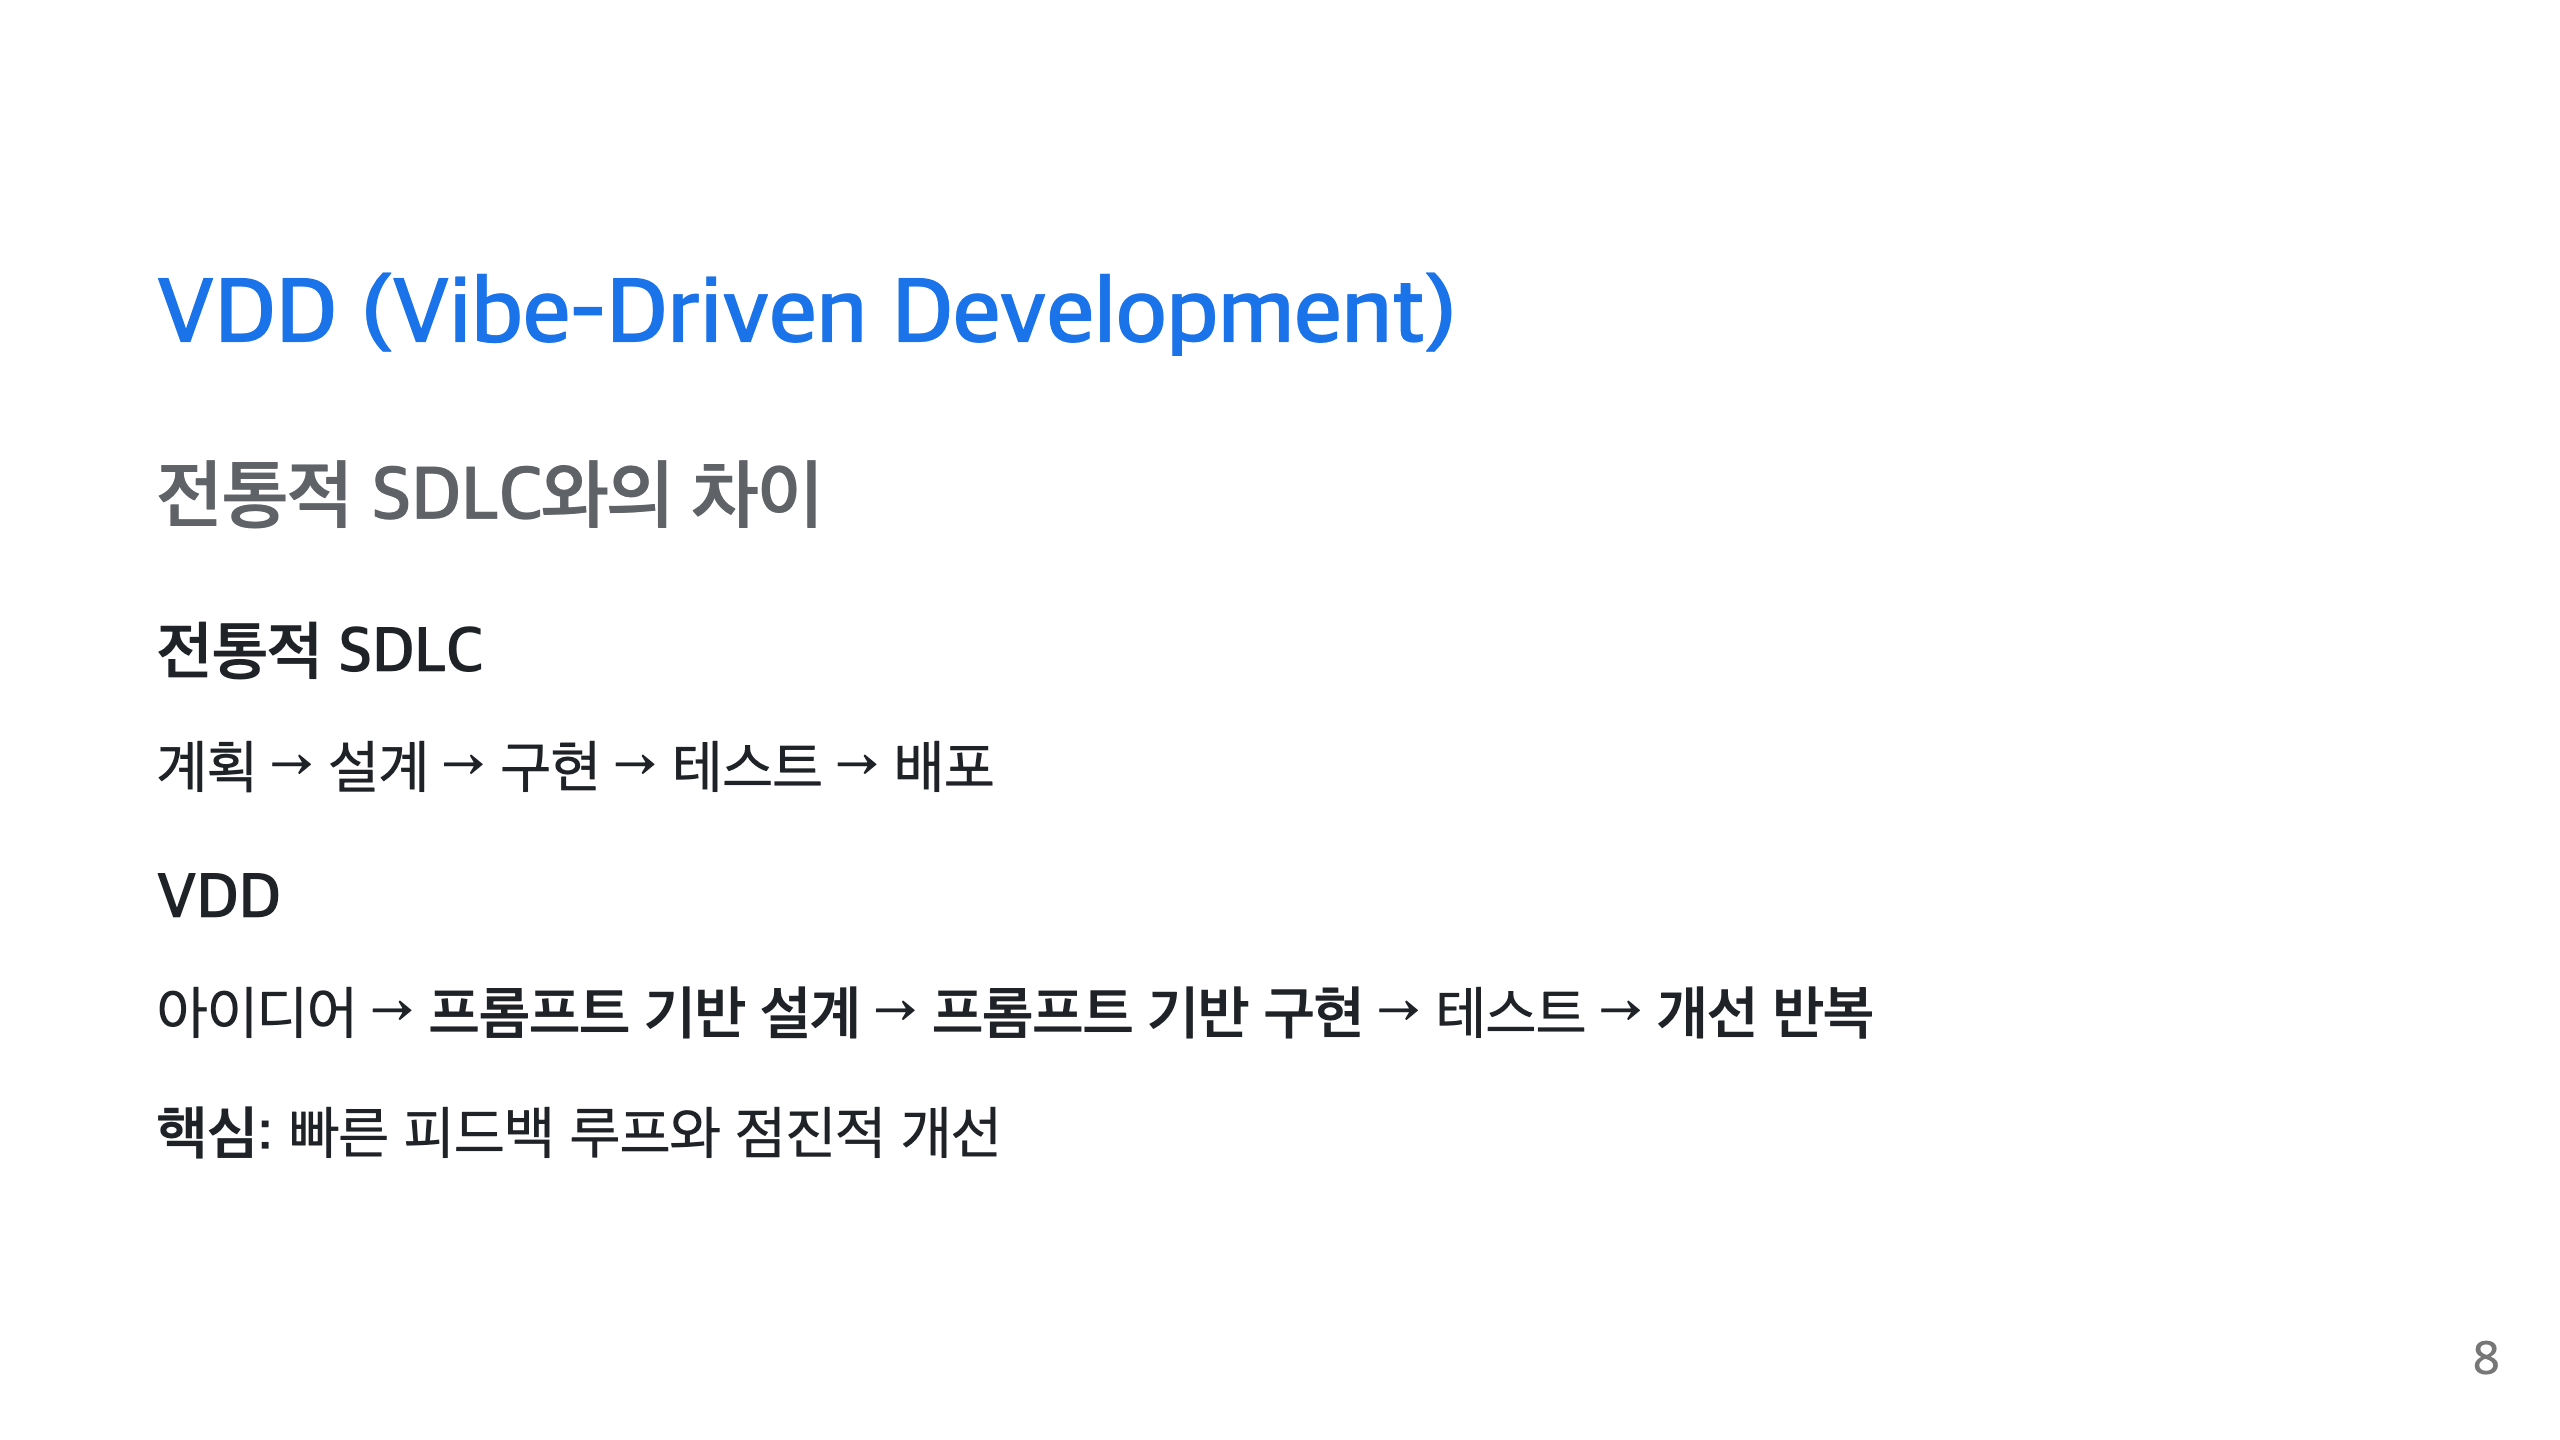 VDD (Vibe-Driven Development)
전통적 SDLC와의 차이
전통적 SDLC
계획 → 설계 → 구현 → 테스트 → 배포
VDD
아이디어 → 프롬프트 기반 설계 → 프롬프트 기반 구현 → 테스트 → 개선 반복
핵심: 빠른 피드백 루프와 점진적 개선
8